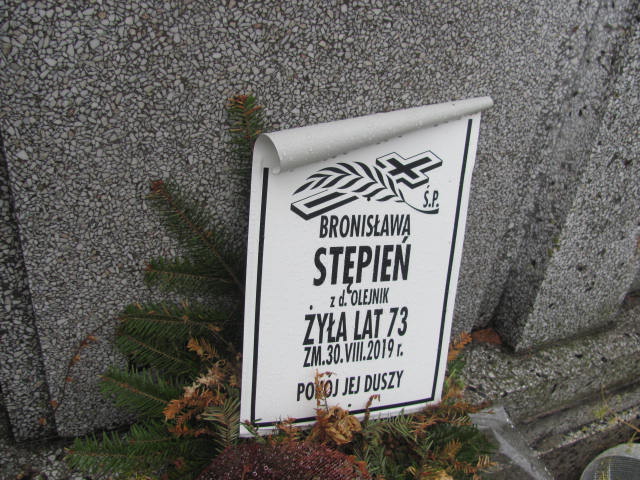 Ś.P.
BRONISŁAWA
STĘPIEŃ
z d. OLEJNIK
ŻYŁA LAT 73
ZM.30.VIII.2019 r.
POKÓJ JEJ DUSZY